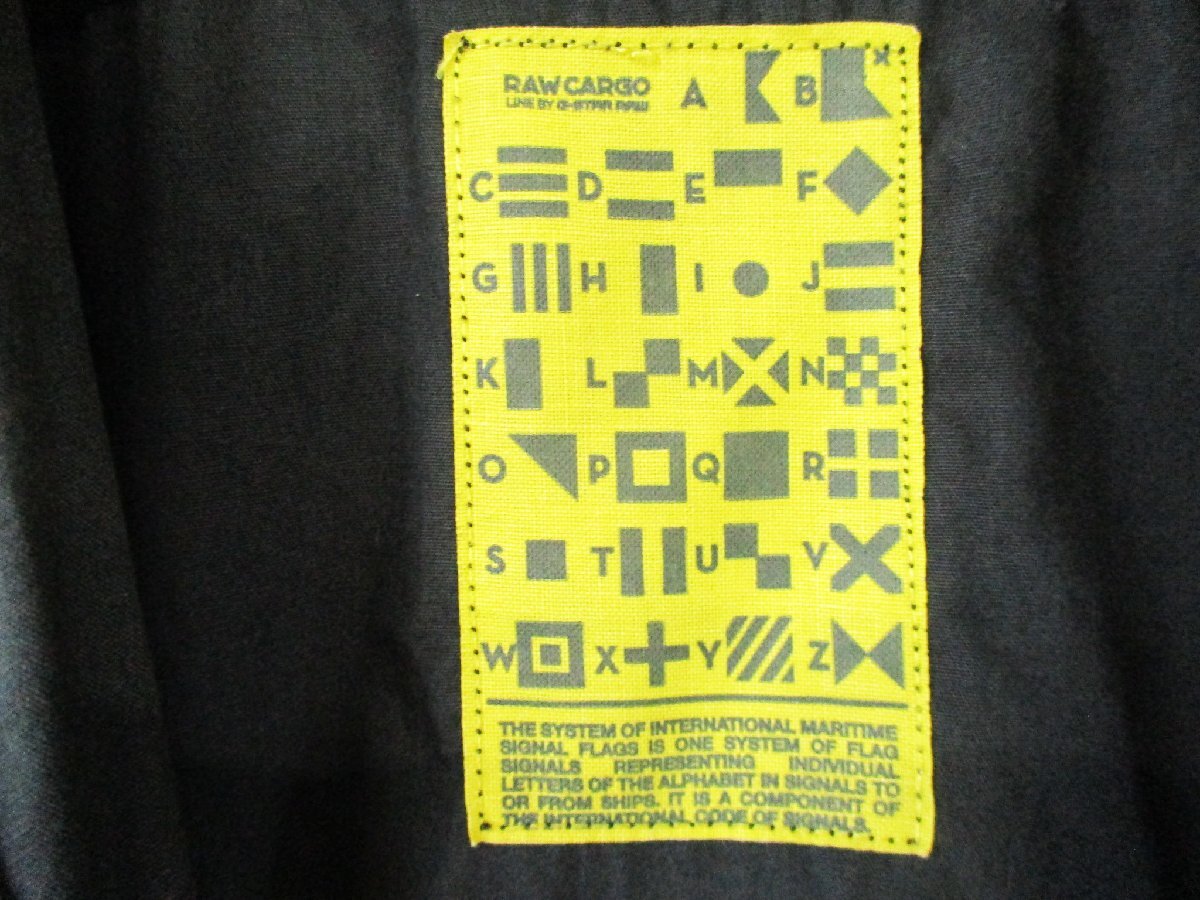 RAW CARGO A B
LINE BY G-STAR RAW
C D E F
G H I J
K L M N
O P Q R
S T U V
W X Y Z
THE SYSTEM OF INTERNATIONAL MARITIME
SIGNAL FLAGS IS ONE SYSTEM OF FLAG
SIGNALS REPRESENTING INDIVIDUAL
LETTERS OF THE ALPHABET IN SIGNALS TO
OR FROM SHIPS. IT IS A COMPONENT OF
THE INTERNATIONAL CODE OF SIGNALS.